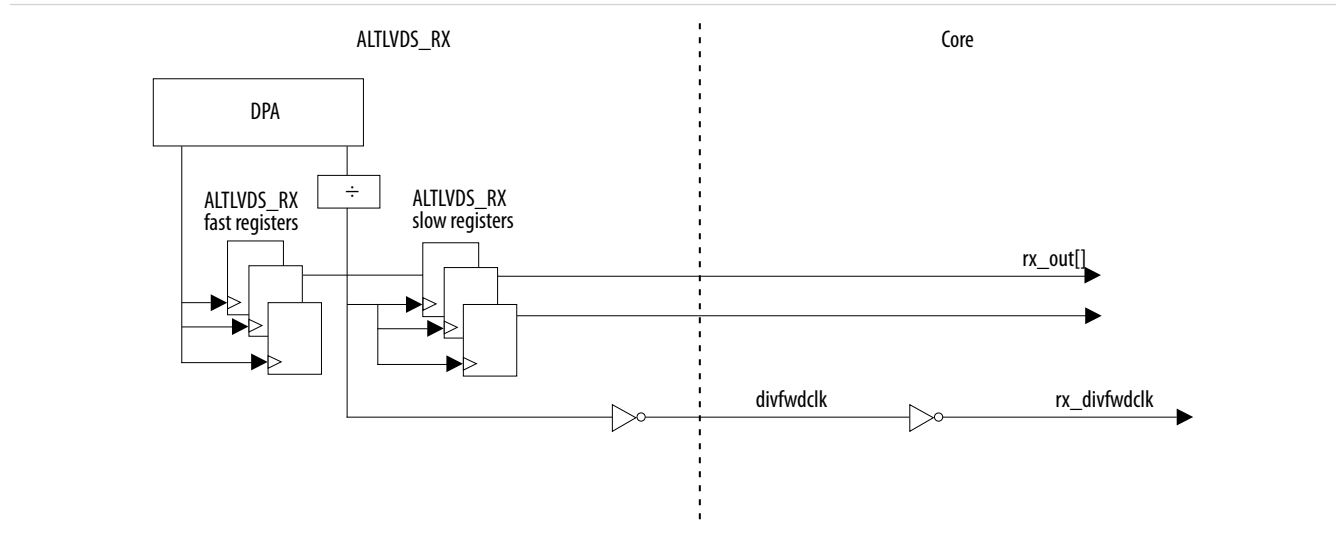 ALTLVDS_RX
Core
DPA
÷
ALTLVDS_RX
fast registers
ALTLVDS_RX
slow registers
rx_out[]
divfwdclk
rx_divfwdclk